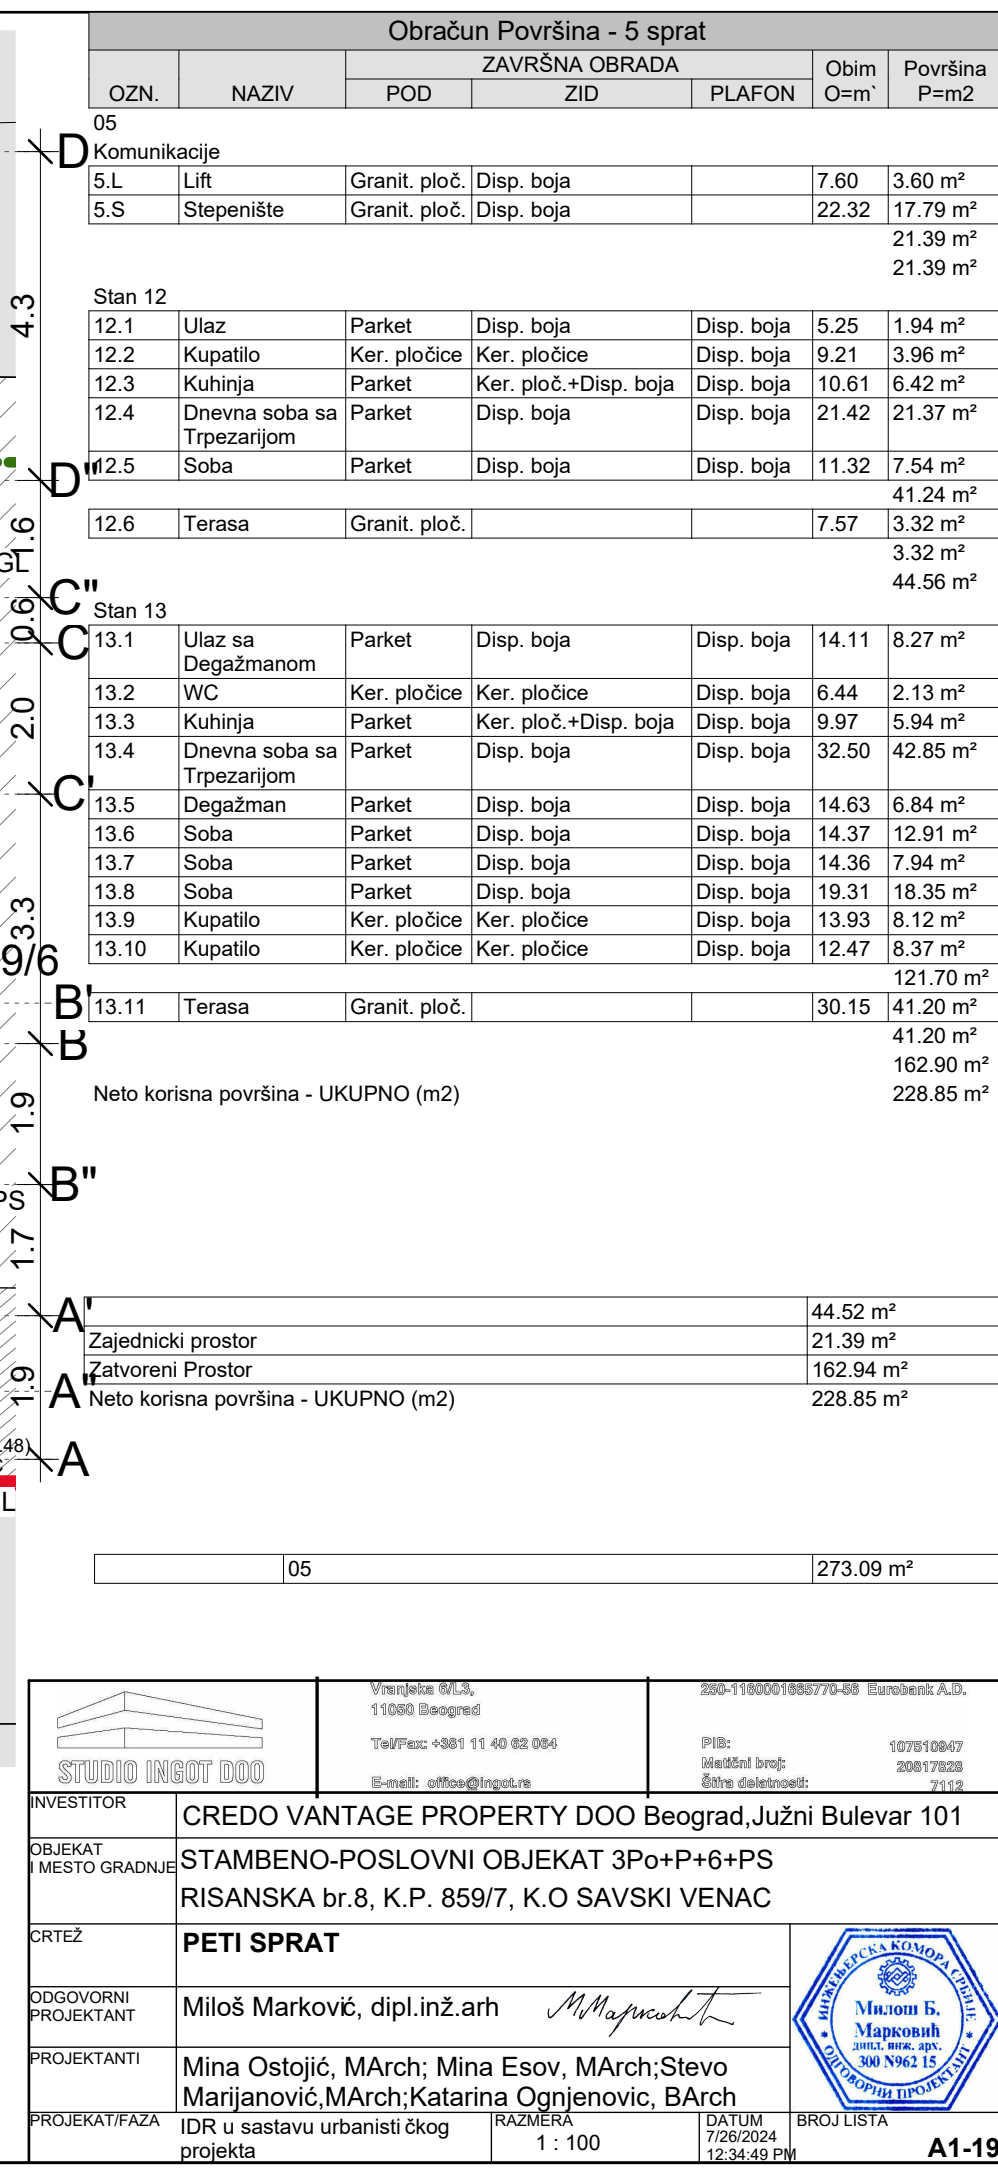 Obračun Površina - 5 sprat
OZN. NAZIV ZAVRŠNA OBRADA Obim Površina
POD ZID PLAFON O=m` P=m2
05
Komunikacije
5.L Lift Granit. ploč. Disp. boja 7.60 3.60 m²
5.S Stepenište Granit. ploč. Disp. boja 22.32 17.79 m²
21.39 m²
21.39 m²
Stan 12
12.1 Ulaz Parket Disp. boja Disp. boja 5.25 1.94 m²
12.2 Kupatilo Ker. pločice Ker. pločice Disp. boja 9.21 3.96 m²
12.3 Kuhinja Parket Ker. ploč.+Disp. boja Disp. boja 10.61 6.42 m²
12.4 Dnevna soba sa Parket Disp. boja Disp. boja 21.42 21.37 m²
Trpezarijom
12.5 Soba Parket Disp. boja Disp. boja 11.32 7.54 m²
41.24 m²
12.6 Terasa Granit. ploč. 7.57 3.32 m²
3.32 m²
44.56 m²
Stan 13
13.1 Ulaz sa Parket Disp. boja Disp. boja 14.11 8.27 m²
Degažmanom
13.2 WC Ker. pločice Ker. pločice Disp. boja 6.44 2.13 m²
13.3 Kuhinja Parket Ker. ploč.+Disp. boja Disp. boja 9.97 5.94 m²
13.4 Dnevna soba sa Parket Disp. boja Disp. boja 32.50 42.85 m²
Trpezarijom
13.5 Degažman Parket Disp. boja Disp. boja 14.63 6.84 m²
13.6 Soba Parket Disp. boja Disp. boja 14.37 12.91 m²
13.7 Soba Parket Disp. boja Disp. boja 14.36 7.94 m²
13.8 Soba Parket Disp. boja Disp. boja 19.31 18.35 m²
13.9 Kupatilo Ker. pločice Ker. pločice Disp. boja 13.93 8.12 m²
13.10 Kupatilo Ker. pločice Ker. pločice Disp. boja 12.47 8.37 m²
121.70 m²
13.11 Terasa Granit. ploč. 30.15 41.20 m²
41.20 m²
162.90 m²
Neto korisna površina - UKUPNO (m2) 228.85 m²
44.52 m²
Zajednicki prostor 21.39 m²
Zatvoreni Prostor 162.94 m²
Neto korisna površina - UKUPNO (m2) 228.85 m²
05 273.09 m²
D
4.3
D"
1.6
GL
C"
0.6
C
2.0
C'
3.3
9/6
B'
B
1.9
B"
PS
1.7
A'
1.9
A"
48)
A
L
STUDIO INGOT DOO
Vranjska 6/L3,
11050 Beograd
Tel/Fax: +381 11 40 62 064
E-mail: office@ingot.rs
250-1160001665770-56 Eurobank A.D.
PIB: 107510947
Matični broj: 20817828
Šifra delatnosti: 7112
INVESTITOR CREDO VANTAGE PROPERTY DOO Beograd,Južni Bulevar 101
OBJEKAT STAMBENO-POSLOVNI OBJEKAT 3Po+P+6+PS
I MESTO GRADNJE RISANSKA br.8, K.P. 859/7, K.O SAVSKI VENAC
CRTEŽ PETI SPRAT
ODGOVORNI
PROJEKTANT Miloš Marković, dipl.inž.arh
ММарковић
ИНЖЕЊЕРСКА КОМОРА СРБИЈЕ
Милош Б.
Марковић
дипл. инж. арх.
300 N962 15
ОДГОВОРНИ ПРОЈЕКТАНТ
PROJEKTANTI Mina Ostojić, MArch; Mina Esov, MArch;Stevo
Marijanović,MArch;Katarina Ognjenovic, BArch
PROJEKAT/FAZA IDR u sastavu urbanisti čkog
projekta
RAZMERA
1 : 100
DATUM
7/26/2024
12:34:49 PM
BROJ LISTA
A1-19